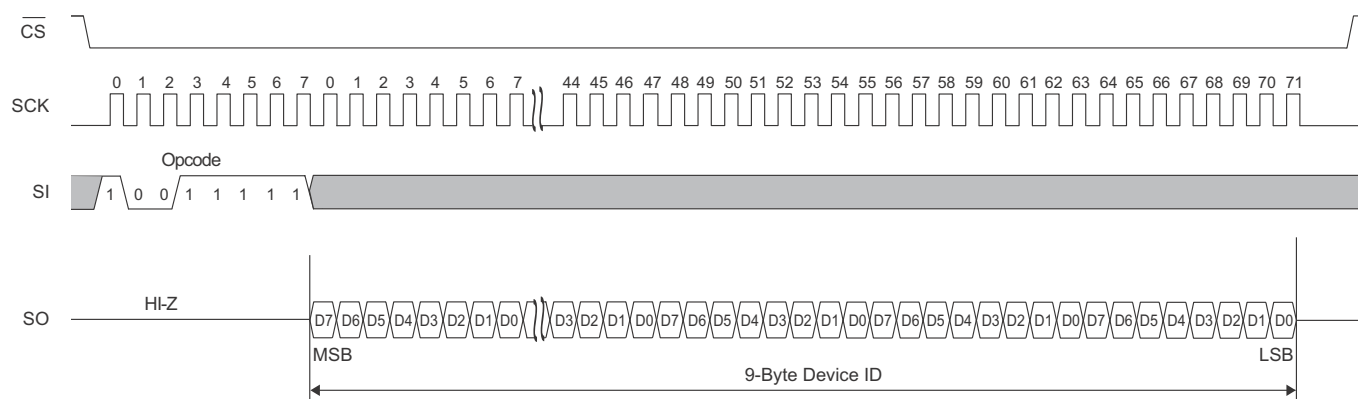 CS
0 1 2 3 4 5 6 7 0 1 2 3 4 5 6 7 44 45 46 47 48 49 50 51 52 53 54 55 56 57 58 59 60 61 62 63 64 65 66 67 68 69 70 71
SCK
Opcode
SI 1 0 0 1 1 1 1 1
HI-Z
SO D7 D6 D5 D4 D3 D2 D1 D0 D3 D2 D1 D0 D7 D6 D5 D4 D3 D2 D1 D0 D7 D6 D5 D4 D3 D2 D1 D0 D7 D6 D5 D4 D3 D2 D1 D0
MSB LSB
9-Byte Device ID